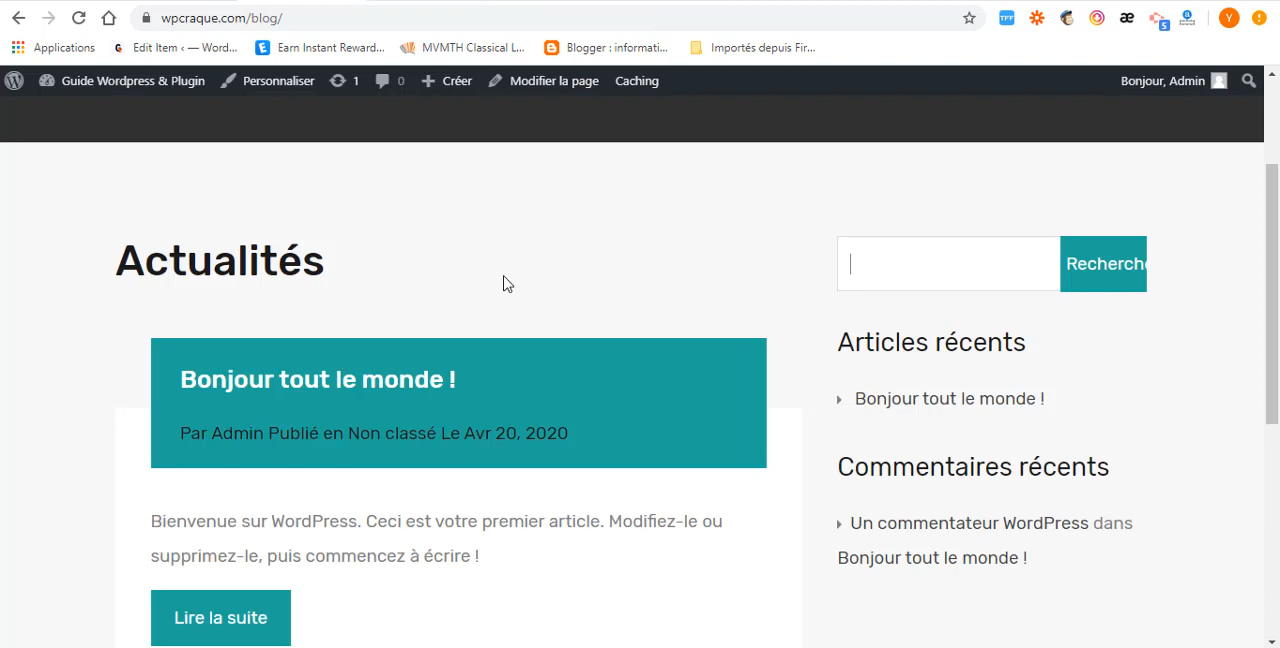 wpcraque.com/blog/
TFF
æ
5
Y
Applications
Edit Item ‹ — Word...
Earn Instant Reward...
MVMTH Classical L...
Blogger : informati...
Importés depuis Fir...
Guide Wordpress & Plugin
Personnaliser
1
0
Créer
Modifier la page
Caching
Bonjour, Admin
Actualités
Recherche
Bonjour tout le monde !
Par Admin Publié en Non classé Le Avr 20, 2020
Bienvenue sur WordPress. Ceci est votre premier article. Modifiez-le ou
supprimez-le, puis commencez à écrire !
Lire la suite
Articles récents
Bonjour tout le monde !
Commentaires récents
Un commentateur WordPress dans
Bonjour tout le monde !